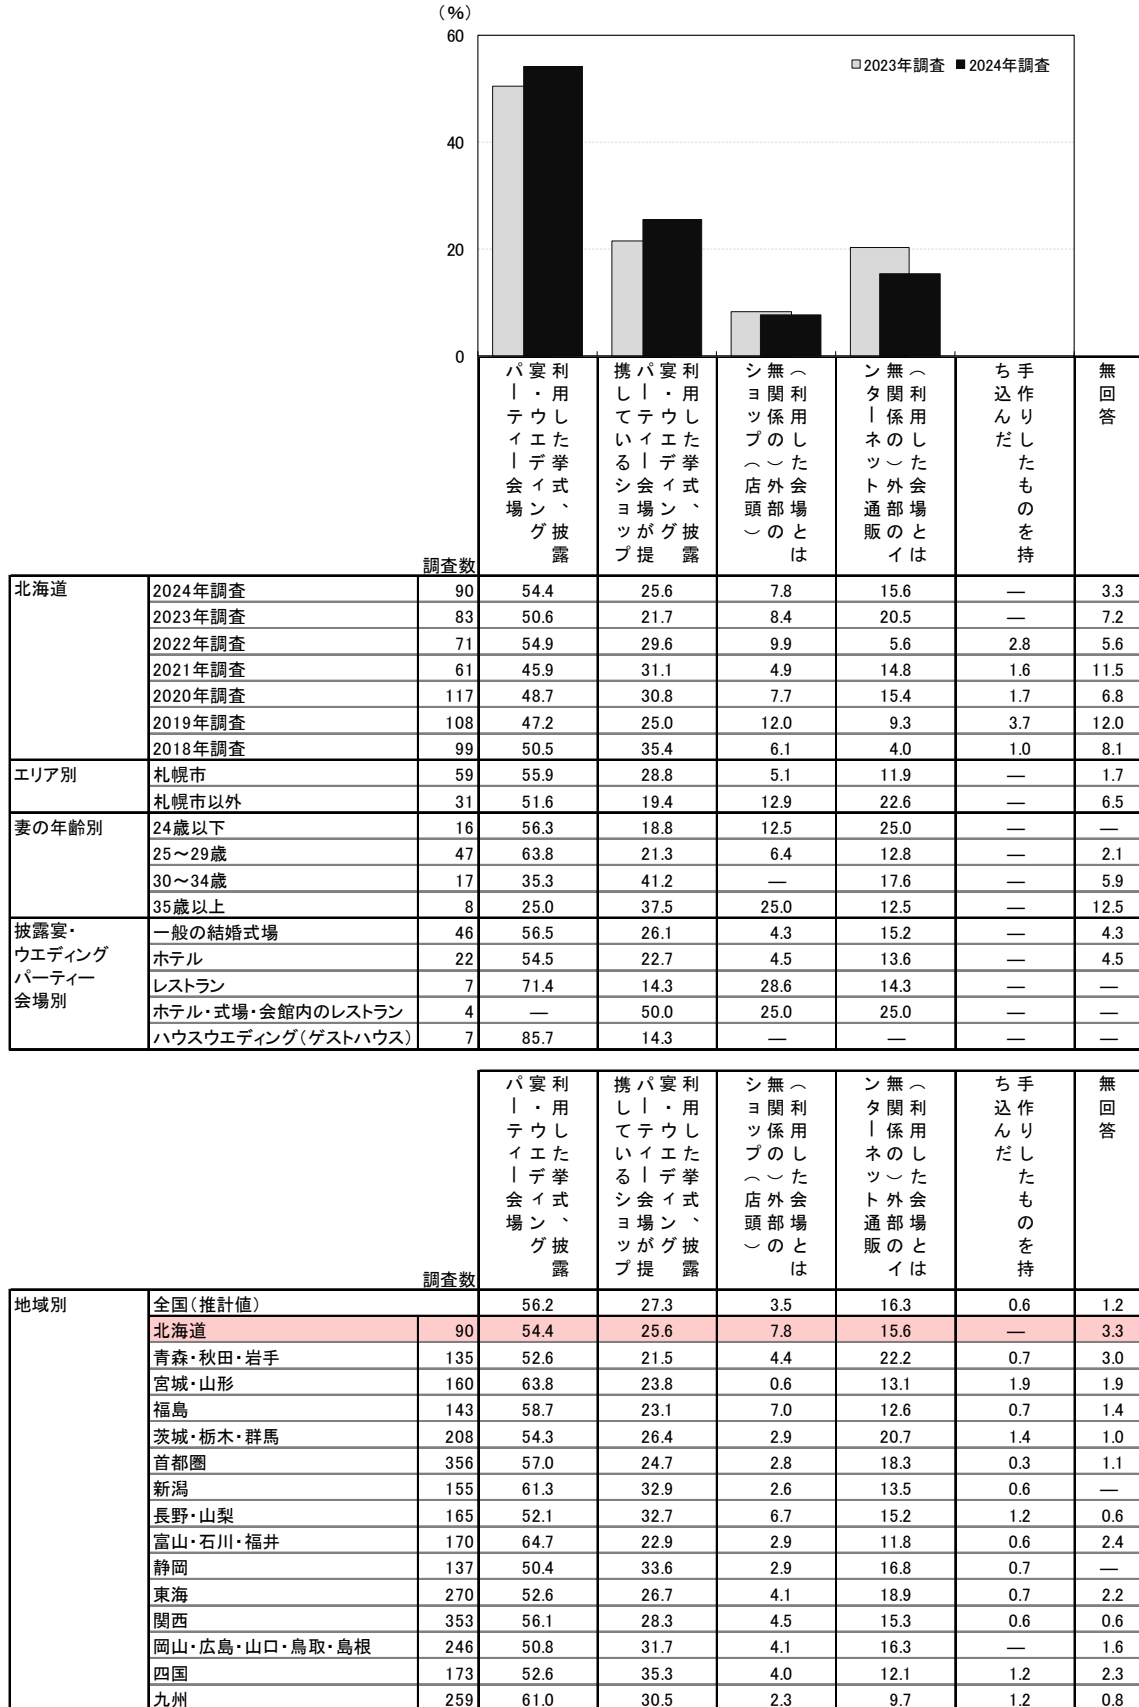 (%)
60
40
20
0
2023年調査 2024年調査
利用した挙式、披露
宴・ウエディング
パーティー会場
利用した挙式、披露
宴・ウエディング
パーティー会場が提
携しているショップ
（利用した会場とは
無関係の）外部の
ショップ（店頭）
（利用した会場とは
無関係の）外部のイ
ンターネット通販
手作りしたものを持
ち込んだ
無回答
調査数
北海道 2024年調査 90 54.4 25.6 7.8 15.6 — 3.3
2023年調査 83 50.6 21.7 8.4 20.5 — 7.2
2022年調査 71 54.9 29.6 9.9 5.6 2.8 5.6
2021年調査 61 45.9 31.1 4.9 14.8 1.6 11.5
2020年調査 117 48.7 30.8 7.7 15.4 1.7 6.8
2019年調査 108 47.2 25.0 12.0 9.3 3.7 12.0
2018年調査 99 50.5 35.4 6.1 4.0 1.0 8.1
エリア別 札幌市 59 55.9 28.8 5.1 11.9 — 1.7
札幌市以外 31 51.6 19.4 12.9 22.6 — 6.5
妻の年齢別 24歳以下 16 56.3 18.8 12.5 25.0 — —
25～29歳 47 63.8 21.3 6.4 12.8 — 2.1
30～34歳 17 35.3 41.2 — 17.6 — 5.9
35歳以上 8 25.0 37.5 25.0 12.5 — 12.5
披露宴・
ウエディング
パーティー
会場別
一般の結婚式場 46 56.5 26.1 4.3 15.2 — 4.3
ホテル 22 54.5 22.7 4.5 13.6 — 4.5
レストラン 7 71.4 14.3 28.6 14.3 — —
ホテル・式場・会館内のレストラン 4 — 50.0 25.0 25.0 — —
ハウスウエディング（ゲストハウス） 7 85.7 14.3 — — — —
利用した挙式、披露
宴・ウエディング
パーティー会場
利用した挙式、披露
宴・ウエディング
パーティー会場が提
携しているショップ
（利用した会場とは
無関係の）外部の
ショップ（店頭）
（利用した会場とは
無関係の）外部のイ
ンターネット通販
手作りしたものを持
ち込んだ
無回答
調査数
地域別 全国（推計値） 56.2 27.3 3.5 16.3 0.6 1.2
北海道 90 54.4 25.6 7.8 15.6 — 3.3
青森・秋田・岩手 135 52.6 21.5 4.4 22.2 0.7 3.0
宮城・山形 160 63.8 23.8 0.6 13.1 1.9 1.9
福島 143 58.7 23.1 7.0 12.6 0.7 1.4
茨城・栃木・群馬 208 54.3 26.4 2.9 20.7 1.4 1.0
首都圏 356 57.0 24.7 2.8 18.3 0.3 1.1
新潟 155 61.3 32.9 2.6 13.5 0.6 —
長野・山梨 165 52.1 32.7 6.7 15.2 1.2 0.6
富山・石川・福井 170 64.7 22.9 2.9 11.8 0.6 2.4
静岡 137 50.4 33.6 2.9 16.8 0.7 —
東海 270 52.6 26.7 4.1 18.9 0.7 2.2
関西 353 56.1 28.3 4.5 15.3 0.6 0.6
岡山・広島・山口・鳥取・島根 246 50.8 31.7 4.1 16.3 — 1.6
四国 173 52.6 35.3 4.0 12.1 1.2 2.3
九州 259 61.0 30.5 2.3 9.7 1.2 0.8